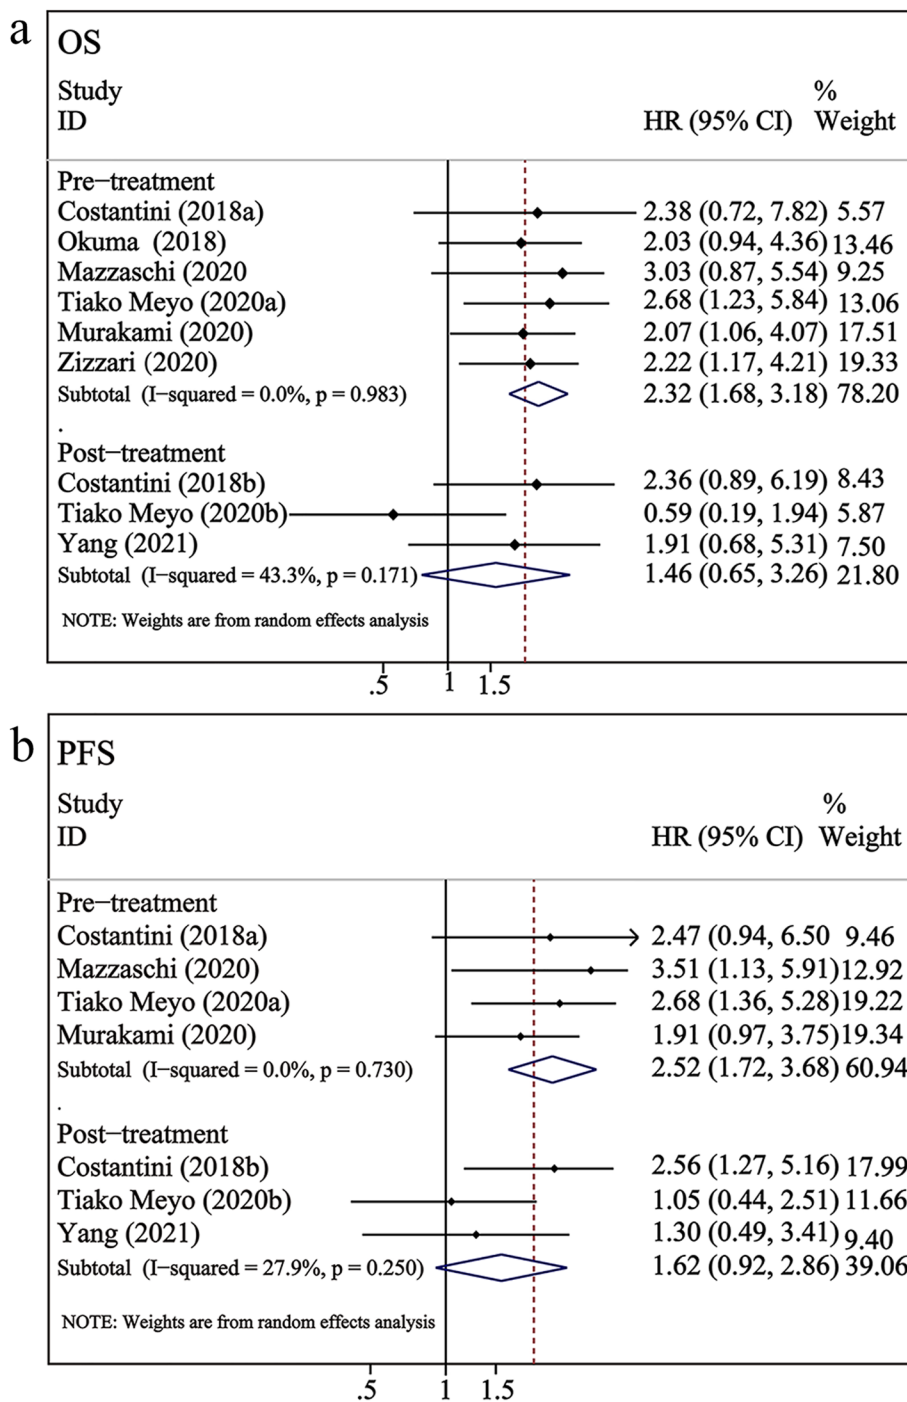 a
OS
Study %
ID HR (95% CI) Weight
Pre−treatment
Costantini (2018a) 2.38 (0.72, 7.82) 5.57
Okuma (2018) 2.03 (0.94, 4.36) 13.46
Mazzaschi (2020 3.03 (0.87, 5.54) 9.25
Tiako Meyo (2020a) 2.68 (1.23, 5.84) 13.06
Murakami (2020) 2.07 (1.06, 4.07) 17.51
Zizzari (2020) 2.22 (1.17, 4.21) 19.33
Subtotal (I−squared = 0.0%, p = 0.983) 2.32 (1.68, 3.18) 78.20
.
Post−treatment
Costantini (2018b) 2.36 (0.89, 6.19) 8.43
Tiako Meyo (2020b) 0.59 (0.19, 1.94) 5.87
Yang (2021) 1.91 (0.68, 5.31) 7.50
Subtotal (I−squared = 43.3%, p = 0.171) 1.46 (0.65, 3.26) 21.80
NOTE: Weights are from random effects analysis
.5 1 1.5
b
PFS
Study %
ID HR (95% CI) Weight
Pre−treatment
Costantini (2018a) 2.47 (0.94, 6.50 9.46
Mazzaschi (2020) 3.51 (1.13, 5.91) 12.92
Tiako Meyo (2020a) 2.68 (1.36, 5.28) 19.22
Murakami (2020) 1.91 (0.97, 3.75) 19.34
Subtotal (I−squared = 0.0%, p = 0.730) 2.52 (1.72, 3.68) 60.94
.
Post−treatment
Costantini (2018b) 2.56 (1.27, 5.16) 17.99
Tiako Meyo (2020b) 1.05 (0.44, 2.51) 11.66
Yang (2021) 1.30 (0.49, 3.41) 9.40
Subtotal (I−squared = 27.9%, p = 0.250) 1.62 (0.92, 2.86) 39.06
NOTE: Weights are from random effects analysis
.5 1 1.5